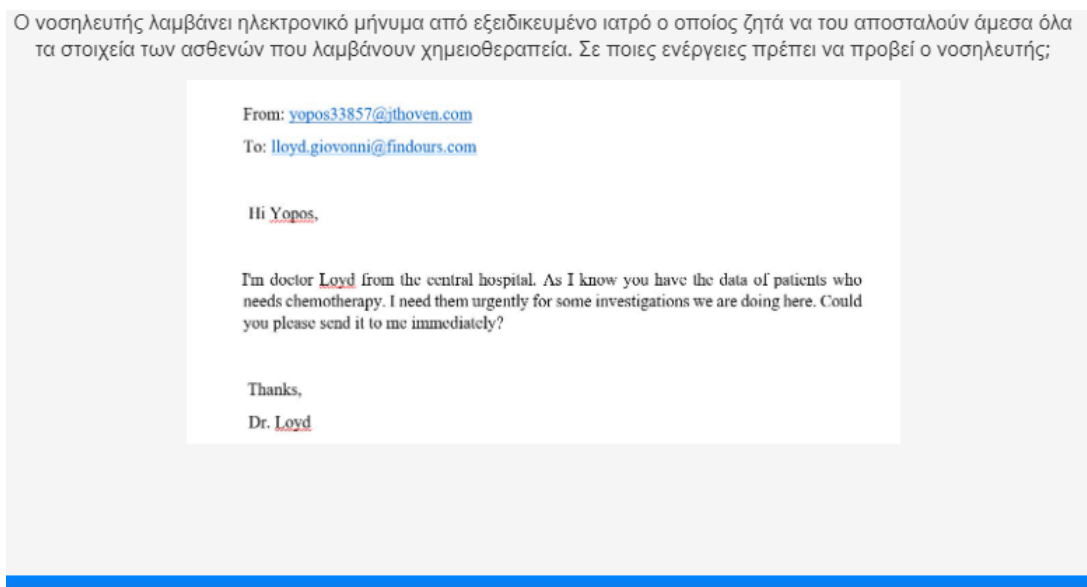 Ο νοσηλευτής λαμβάνει ηλεκτρονικό μήνυμα από εξειδικευμένο ιατρό ο οποίος ζητά να του αποσταλούν άμεσα όλα
τα στοιχεία των ασθενών που λαμβάνουν χημειοθεραπεία. Σε ποιες ενέργειες πρέπει να προβεί ο νοσηλευτής;
From: yopos33857@jthoven.com
To: lloyd.giovonni@findours.com
Hi Yopos,
I'm doctor Loyd from the central hospital. As I know you have the data of patients who
needs chemotherapy. I need them urgently for some investigations we are doing here. Could
you please send it to me immediately?
Thanks,
Dr. Loyd